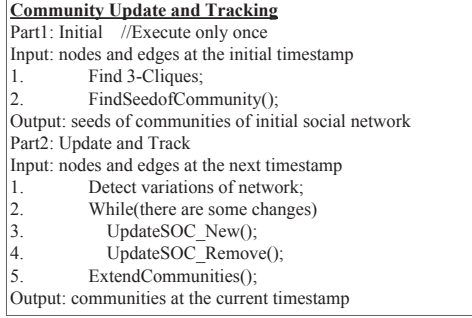 Community Update and Tracking
Part1: Initial //Execute only once
Input: nodes and edges at the initial timestamp
1. Find 3-Cliques;
2. FindSeedofCommunity();
Output: seeds of communities of initial social network
Part2: Update and Track
Input: nodes and edges at the next timestamp
1. Detect variations of network;
2. While(there are some changes)
3. UpdateSOC_New();
4. UpdateSOC_Remove();
5. ExtendCommunities();
Output: communities at the current timestamp